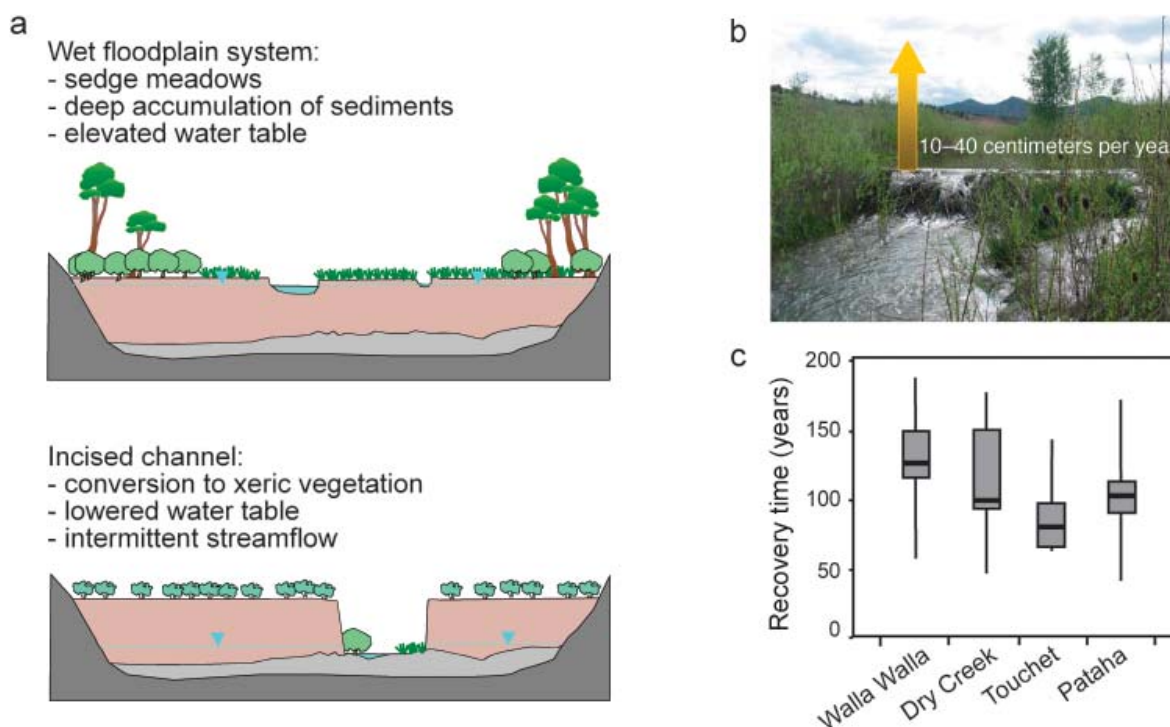 a
Wet floodplain system:
- sedge meadows
- deep accumulation of sediments
- elevated water table
Incised channel:
- conversion to xeric vegetation
- lowered water table
- intermittent streamflow
b
10–40 centimeters per yea
c
Recovery time (years)
200
150
100
50
0
Walla Walla
Dry Creek
Touchet
Pataha